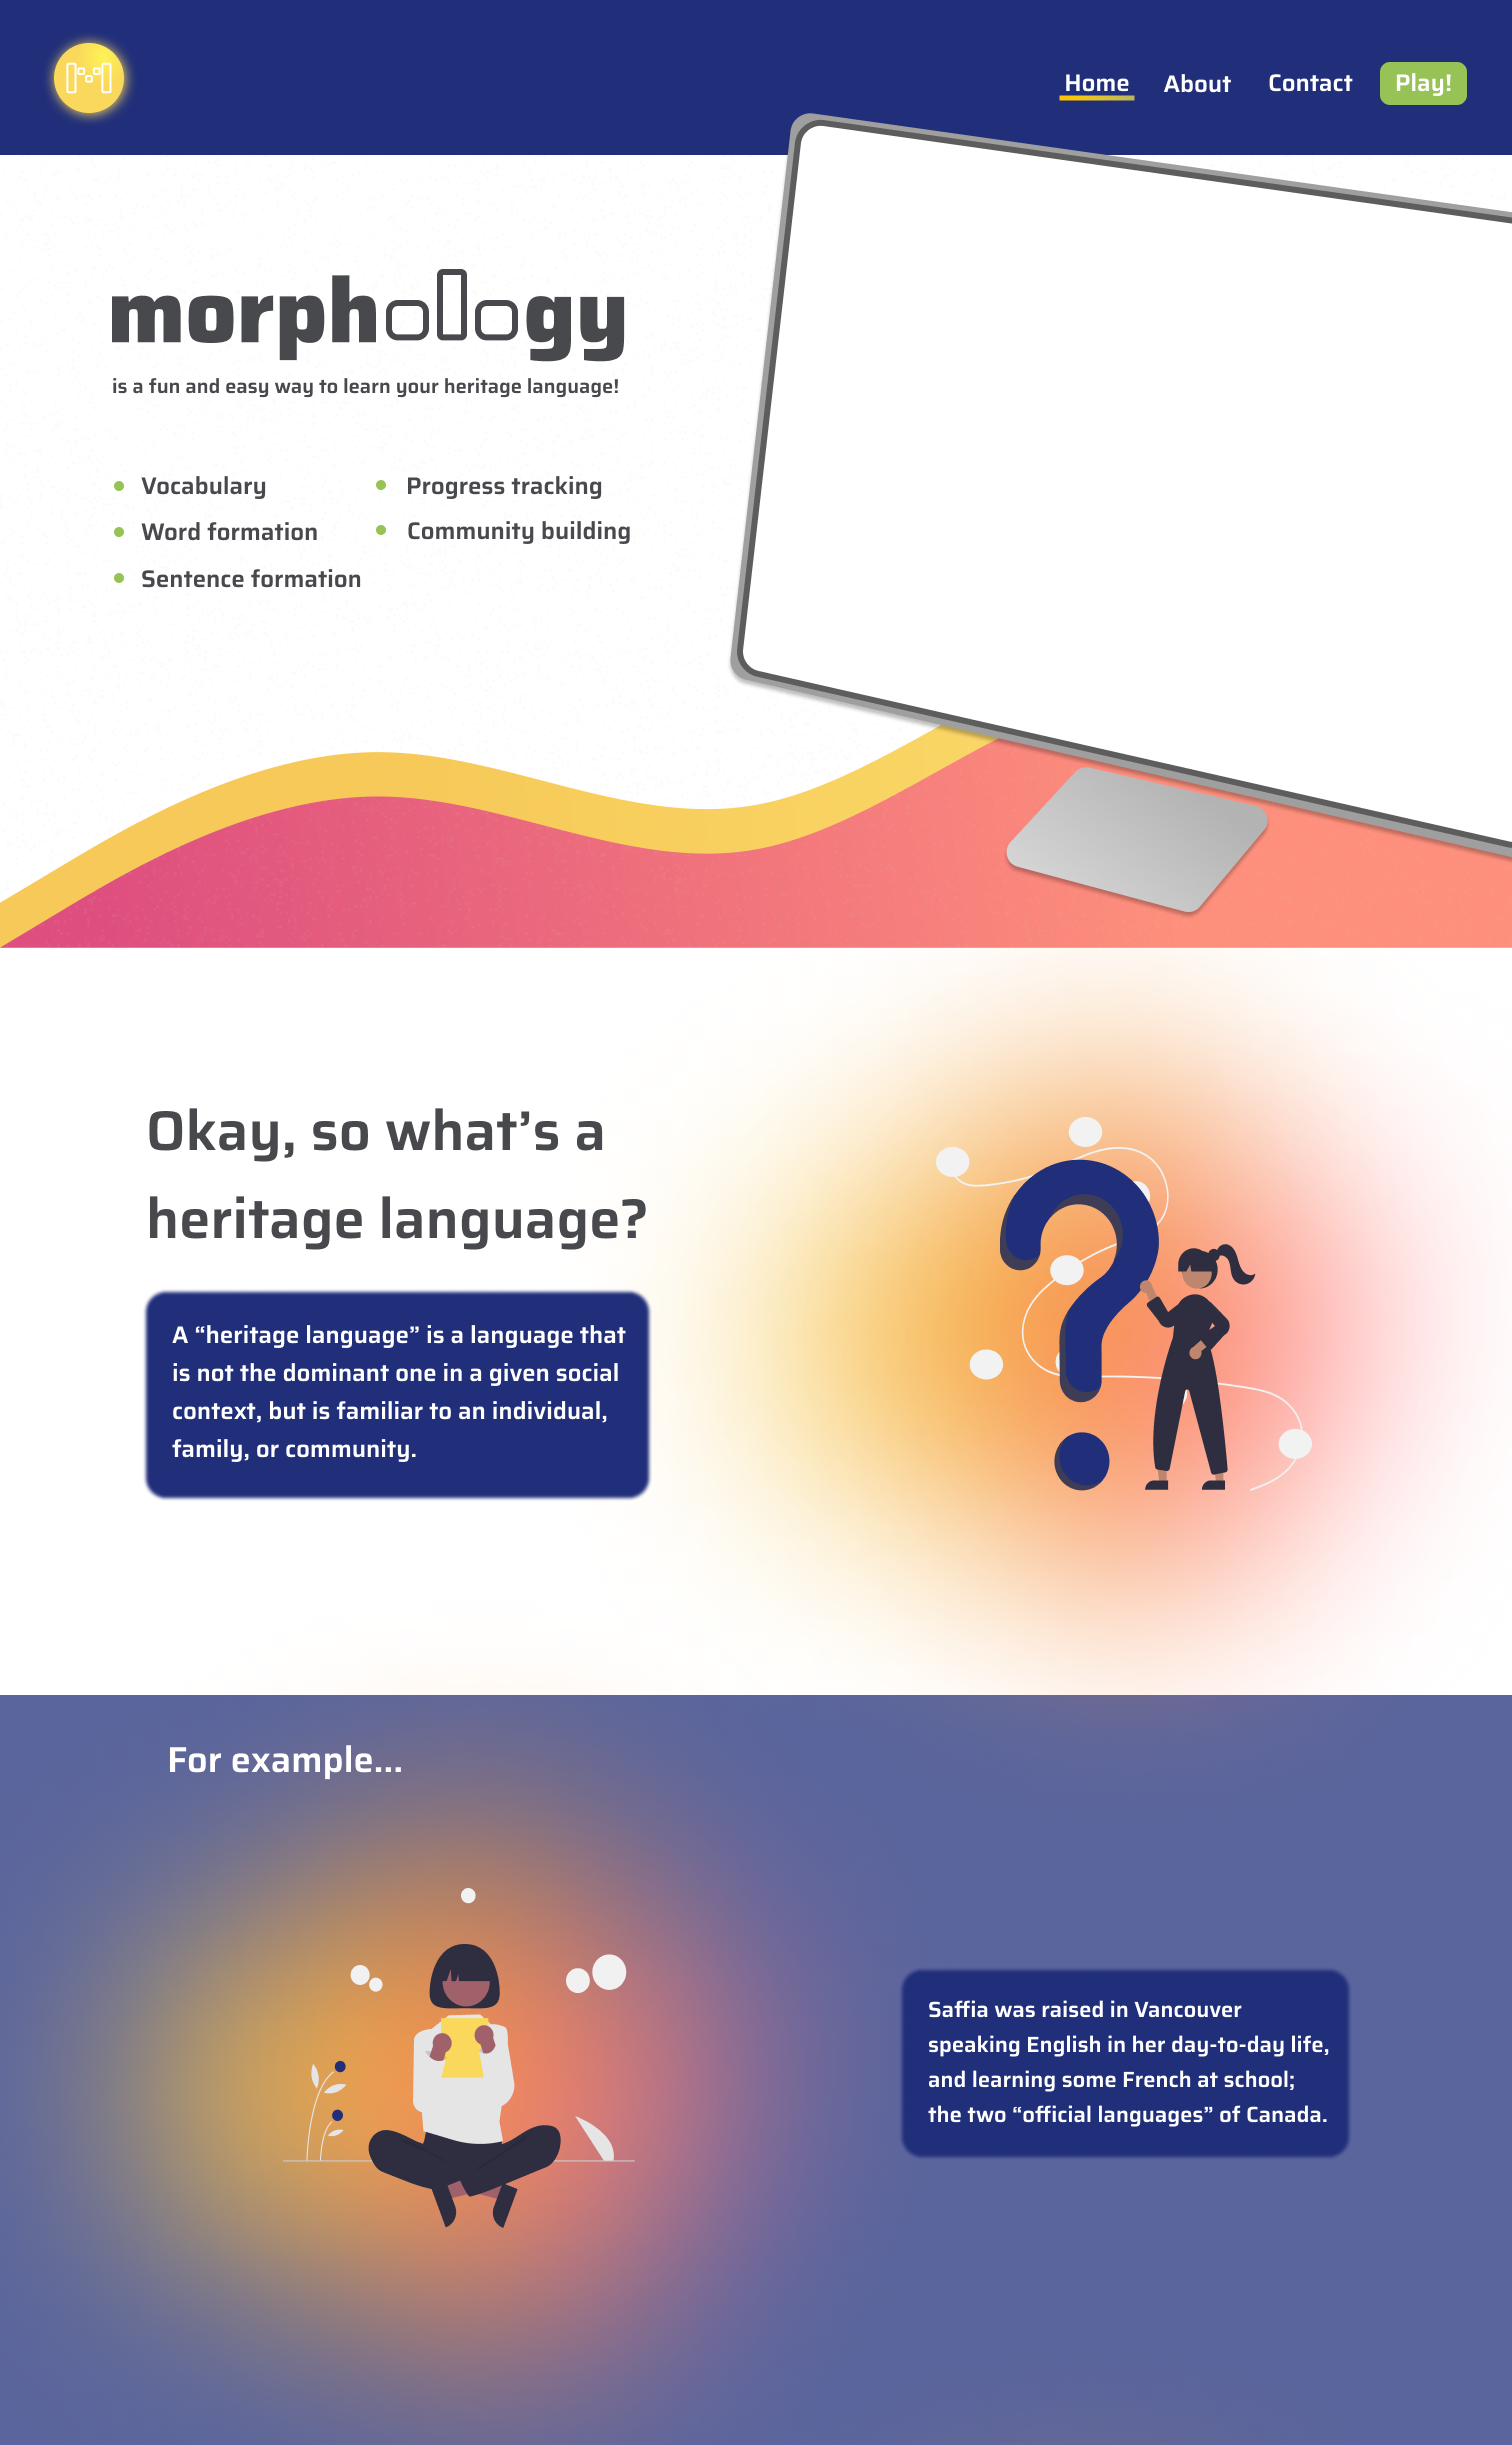 M
Home
About
Contact
Play!
morphology
is a fun and easy way to learn your heritage language!
Vocabulary
Word formation
Sentence formation
Progress tracking
Community building
Okay, so what’s a
heritage language?
A “heritage language” is a language that
is not the dominant one in a given social
context, but is familiar to an individual,
family, or community.
For example...
Saffia was raised in Vancouver
speaking English in her day-to-day life,
and learning some French at school;
the two “official languages” of Canada.